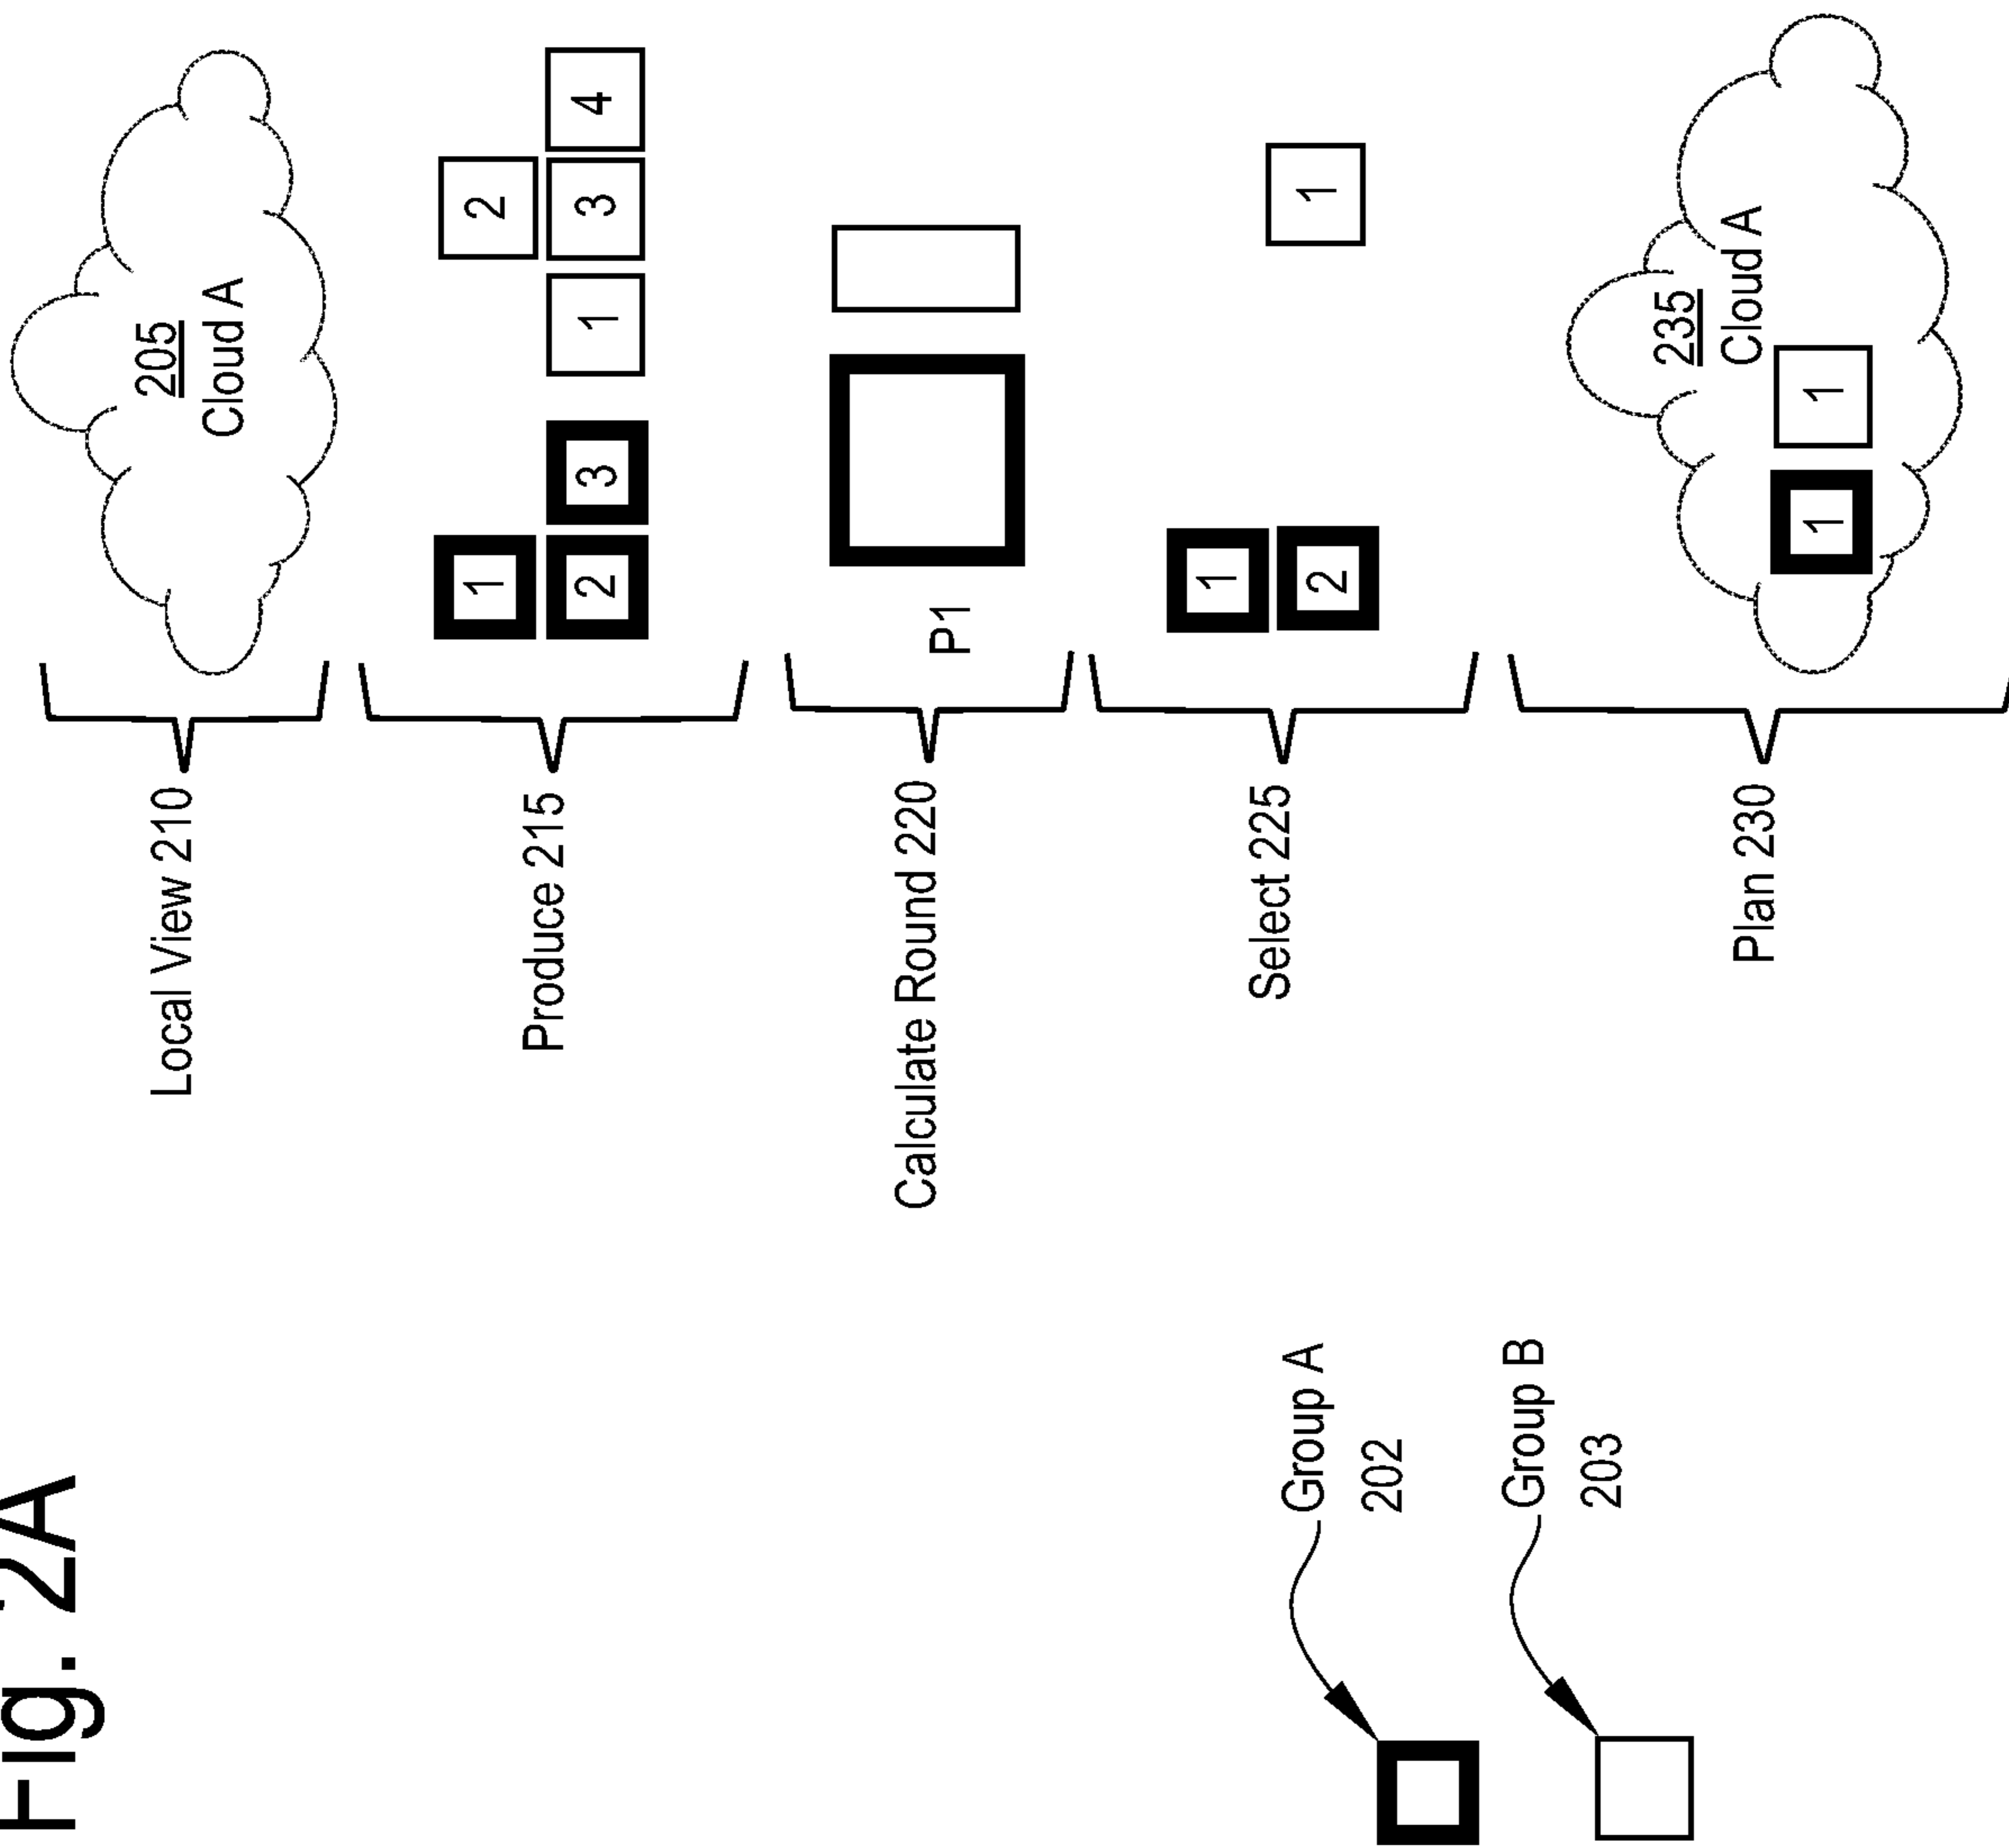 Fig. 2A
Local View 210
205
Cloud A
Produce 215
1 2
2 3 1 3 4
Calculate Round 220
P1
Select 225
1
2 1
Plan 230
235
Cloud A
1 1
Group A
202
Group B
203